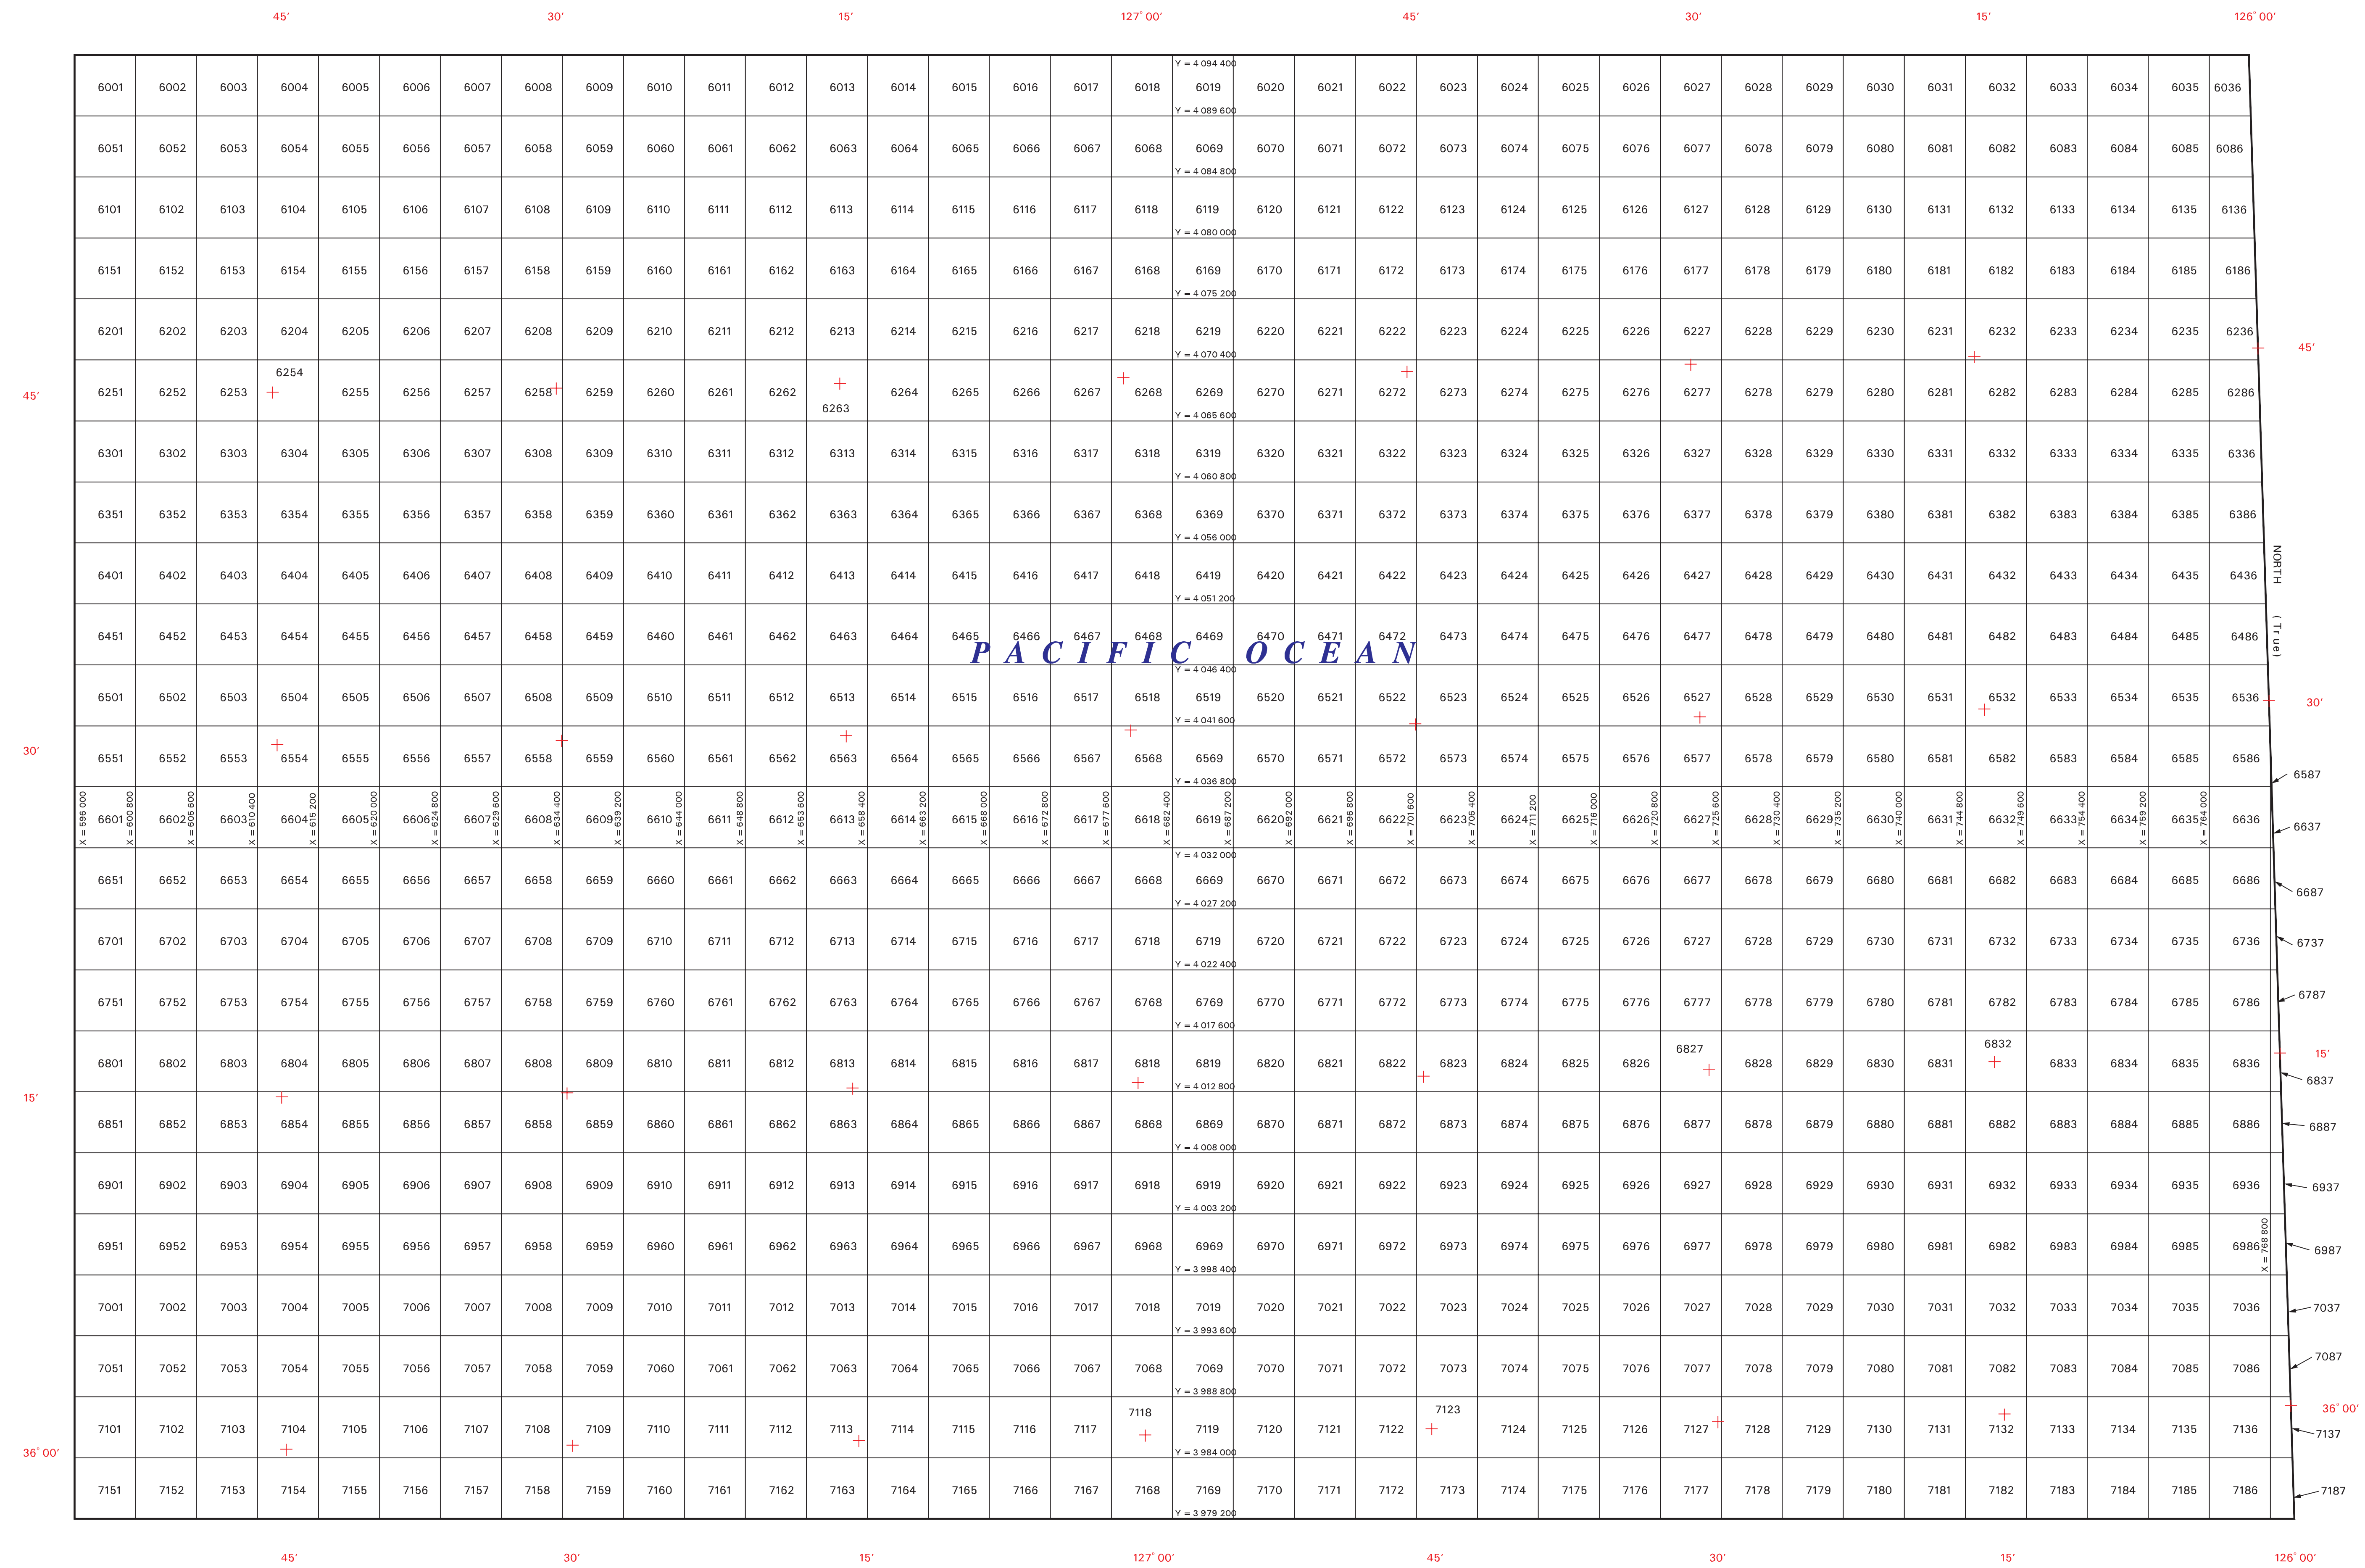 45′ 30′ 15′ 127° 00′ 45′ 30′ 15′ 126° 00′
Y = 4 094 400
6001 6002 6003 6004 6005 6006 6007 6008 6009 6010 6011 6012 6013 6014 6015 6016 6017 6018 6019 6020 6021 6022 6023 6024 6025 6026 6027 6028 6029 6030 6031 6032 6033 6034 6035 6036
Y = 4 089 600
6051 6052 6053 6054 6055 6056 6057 6058 6059 6060 6061 6062 6063 6064 6065 6066 6067 6068 6069 6070 6071 6072 6073 6074 6075 6076 6077 6078 6079 6080 6081 6082 6083 6084 6085 6086
Y = 4 084 800
6101 6102 6103 6104 6105 6106 6107 6108 6109 6110 6111 6112 6113 6114 6115 6116 6117 6118 6119 6120 6121 6122 6123 6124 6125 6126 6127 6128 6129 6130 6131 6132 6133 6134 6135 6136
Y = 4 080 000
6151 6152 6153 6154 6155 6156 6157 6158 6159 6160 6161 6162 6163 6164 6165 6166 6167 6168 6169 6170 6171 6172 6173 6174 6175 6176 6177 6178 6179 6180 6181 6182 6183 6184 6185 6186
Y = 4 075 200
6201 6202 6203 6204 6205 6206 6207 6208 6209 6210 6211 6212 6213 6214 6215 6216 6217 6218 6219 6220 6221 6222 6223 6224 6225 6226 6227 6228 6229 6230 6231 6232 6233 6234 6235 6236
45′
Y = 4 070 400
45′ 6251 6252 6253 6254 6255 6256 6257 6258 6259 6260 6261 6262 6263 6264 6265 6266 6267 6268 6269 6270 6271 6272 6273 6274 6275 6276 6277 6278 6279 6280 6281 6282 6283 6284 6285 6286
Y = 4 065 600
6301 6302 6303 6304 6305 6306 6307 6308 6309 6310 6311 6312 6313 6314 6315 6316 6317 6318 6319 6320 6321 6322 6323 6324 6325 6326 6327 6328 6329 6330 6331 6332 6333 6334 6335 6336
Y = 4 060 800
6351 6352 6353 6354 6355 6356 6357 6358 6359 6360 6361 6362 6363 6364 6365 6366 6367 6368 6369 6370 6371 6372 6373 6374 6375 6376 6377 6378 6379 6380 6381 6382 6383 6384 6385 6386
Y = 4 056 000
6401 6402 6403 6404 6405 6406 6407 6408 6409 6410 6411 6412 6413 6414 6415 6416 6417 6418 6419 6420 6421 6422 6423 6424 6425 6426 6427 6428 6429 6430 6431 6432 6433 6434 6435 6436
NORTH (True)
Y = 4 051 200
6451 6452 6453 6454 6455 6456 6457 6458 6459 6460 6461 6462 6463 6464 6465 6466 6467 6468 6469 6470 6471 6472 6473 6474 6475 6476 6477 6478 6479 6480 6481 6482 6483 6484 6485 6486
PACIFIC OCEAN
Y = 4 046 400
6501 6502 6503 6504 6505 6506 6507 6508 6509 6510 6511 6512 6513 6514 6515 6516 6517 6518 6519 6520 6521 6522 6523 6524 6525 6526 6527 6528 6529 6530 6531 6532 6533 6534 6535 6536 30′
Y = 4 041 600
30′ 6551 6552 6553 6554 6555 6556 6557 6558 6559 6560 6561 6562 6563 6564 6565 6566 6567 6568 6569 6570 6571 6572 6573 6574 6575 6576 6577 6578 6579 6580 6581 6582 6583 6584 6585 6586 6587
Y = 4 036 800
X = 596 000 X = 600 800 X = 605 600 X = 610 400 X = 615 200 X = 620 000 X = 624 800 X = 629 600 X = 634 400 X = 639 200 X = 644 000 X = 648 800 X = 653 600 X = 658 400 X = 663 200 X = 668 000 X = 672 800 X = 677 600 X = 682 400 X = 687 200 X = 692 000 X = 696 800 X = 701 600 X = 706 400 X = 711 200 X = 716 000 X = 720 800 X = 725 600 X = 730 400 X = 735 200 X = 740 000 X = 744 800 X = 749 600 X = 754 400 X = 759 200 X = 764 000
6601 6602 6603 6604 6605 6606 6607 6608 6609 6610 6611 6612 6613 6614 6615 6616 6617 6618 6619 6620 6621 6622 6623 6624 6625 6626 6627 6628 6629 6630 6631 6632 6633 6634 6635 6636 6637
Y = 4 032 000
6651 6652 6653 6654 6655 6656 6657 6658 6659 6660 6661 6662 6663 6664 6665 6666 6667 6668 6669 6670 6671 6672 6673 6674 6675 6676 6677 6678 6679 6680 6681 6682 6683 6684 6685 6686 6687
Y = 4 027 200
6701 6702 6703 6704 6705 6706 6707 6708 6709 6710 6711 6712 6713 6714 6715 6716 6717 6718 6719 6720 6721 6722 6723 6724 6725 6726 6727 6728 6729 6730 6731 6732 6733 6734 6735 6736 6737
Y = 4 022 400
6751 6752 6753 6754 6755 6756 6757 6758 6759 6760 6761 6762 6763 6764 6765 6766 6767 6768 6769 6770 6771 6772 6773 6774 6775 6776 6777 6778 6779 6780 6781 6782 6783 6784 6785 6786 6787
Y = 4 017 600
6801 6802 6803 6804 6805 6806 6807 6808 6809 6810 6811 6812 6813 6814 6815 6816 6817 6818 6819 6820 6821 6822 6823 6824 6825 6826 6827 6828 6829 6830 6831 6832 6833 6834 6835 6836 15′
6837
Y = 4 012 800
15′
6851 6852 6853 6854 6855 6856 6857 6858 6859 6860 6861 6862 6863 6864 6865 6866 6867 6868 6869 6870 6871 6872 6873 6874 6875 6876 6877 6878 6879 6880 6881 6882 6883 6884 6885 6886 6887
Y = 4 008 000
6901 6902 6903 6904 6905 6906 6907 6908 6909 6910 6911 6912 6913 6914 6915 6916 6917 6918 6919 6920 6921 6922 6923 6924 6925 6926 6927 6928 6929 6930 6931 6932 6933 6934 6935 6936 6937
Y = 4 003 200
6951 6952 6953 6954 6955 6956 6957 6958 6959 6960 6961 6962 6963 6964 6965 6966 6967 6968 6969 6970 6971 6972 6973 6974 6975 6976 6977 6978 6979 6980 6981 6982 6983 6984 6985 6986 X = 768 800 6987
Y = 3 998 400
7001 7002 7003 7004 7005 7006 7007 7008 7009 7010 7011 7012 7013 7014 7015 7016 7017 7018 7019 7020 7021 7022 7023 7024 7025 7026 7027 7028 7029 7030 7031 7032 7033 7034 7035 7036 7037
Y = 3 993 600
7051 7052 7053 7054 7055 7056 7057 7058 7059 7060 7061 7062 7063 7064 7065 7066 7067 7068 7069 7070 7071 7072 7073 7074 7075 7076 7077 7078 7079 7080 7081 7082 7083 7084 7085 7086 7087
Y = 3 988 800
36° 00′
7101 7102 7103 7104 7105 7106 7107 7108 7109 7110 7111 7112 7113 7114 7115 7116 7117 7118 7119 7120 7121 7122 7123 7124 7125 7126 7127 7128 7129 7130 7131 7132 7133 7134 7135 7136 7137
36° 00′ Y = 3 984 000
7151 7152 7153 7154 7155 7156 7157 7158 7159 7160 7161 7162 7163 7164 7165 7166 7167 7168 7169 7170 7171 7172 7173 7174 7175 7176 7177 7178 7179 7180 7181 7182 7183 7184 7185 7186 7187
Y = 3 979 200
45′ 30′ 15′ 127° 00′ 45′ 30′ 15′ 126° 00′